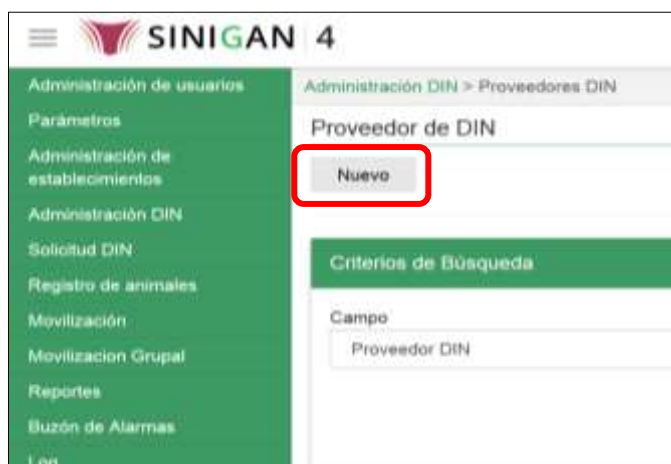 SINIGAN 4
Administración de usuarios
Parámetros
Administración de
establecimientos
Administración DIN
Solicitud DIN
Registro de animales
Movilización
Movilizacion Grupal
Reportes
Buzón de Alarmas
Log
Administración DIN > Proveedores DIN
Proveedor de DIN
Nuevo
Criterios de Búsqueda
Campo
Proveedor DIN